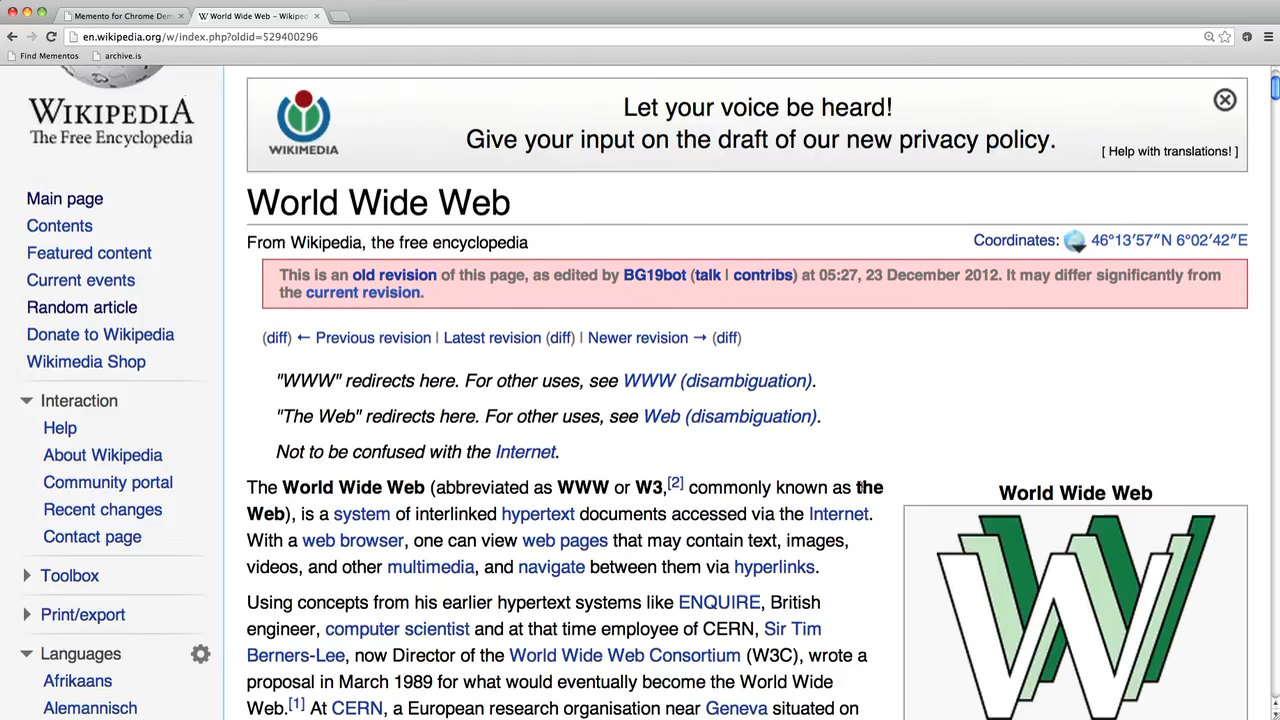 Memento for Chrome Dem
World Wide Web – Wikiped
en.wikipedia.org/w/index.php?oldid=529400296
Find Mementos
archive.is
WIKIPEDIA
The Free Encyclopedia
Main page
Contents
Featured content
Current events
Random article
Donate to Wikipedia
Wikimedia Shop
Interaction
Help
About Wikipedia
Community portal
Recent changes
Contact page
Toolbox
Print/export
Languages
Afrikaans
Alemannisch
WIKIMEDIA
Let your voice be heard!
Give your input on the draft of our new privacy policy.
[ Help with translations! ]
World Wide Web
From Wikipedia, the free encyclopedia
Coordinates: 46°13′57″N 6°02′42″E
This is an old revision of this page, as edited by BG19bot (talk | contribs) at 05:27, 23 December 2012. It may differ significantly from
the current revision.
(diff) ← Previous revision | Latest revision (diff) | Newer revision → (diff)
"WWW" redirects here. For other uses, see WWW (disambiguation).
"The Web" redirects here. For other uses, see Web (disambiguation).
Not to be confused with the Internet.
The World Wide Web (abbreviated as WWW or W3,[2] commonly known as the
Web), is a system of interlinked hypertext documents accessed via the Internet.
With a web browser, one can view web pages that may contain text, images,
videos, and other multimedia, and navigate between them via hyperlinks.
Using concepts from his earlier hypertext systems like ENQUIRE, British
engineer, computer scientist and at that time employee of CERN, Sir Tim
Berners-Lee, now Director of the World Wide Web Consortium (W3C), wrote a
proposal in March 1989 for what would eventually become the World Wide
Web.[1] At CERN, a European research organisation near Geneva situated on
World Wide Web
WWW